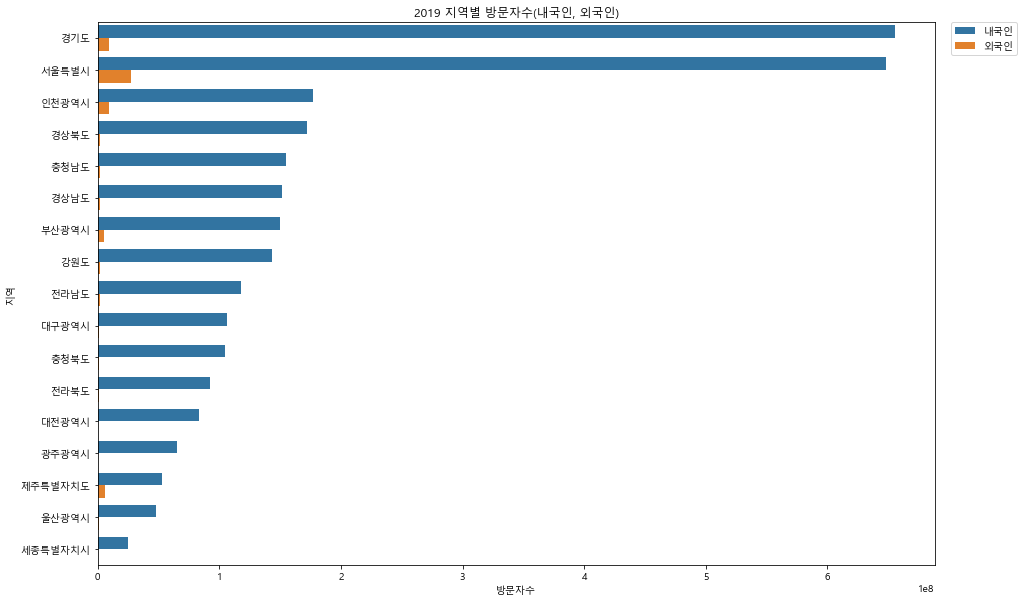 2019 지역별 방문자수(내국인, 외국인)
내국인
외국인
경기도
서울특별시
인천광역시
경상북도
충청남도
경상남도
부산광역시
강원도
전라남도
대구광역시
충청북도
전라북도
대전광역시
광주광역시
제주특별자치도
울산광역시
세종특별자치시
지역
0 1 2 3 4 5 6
1e8
방문자수